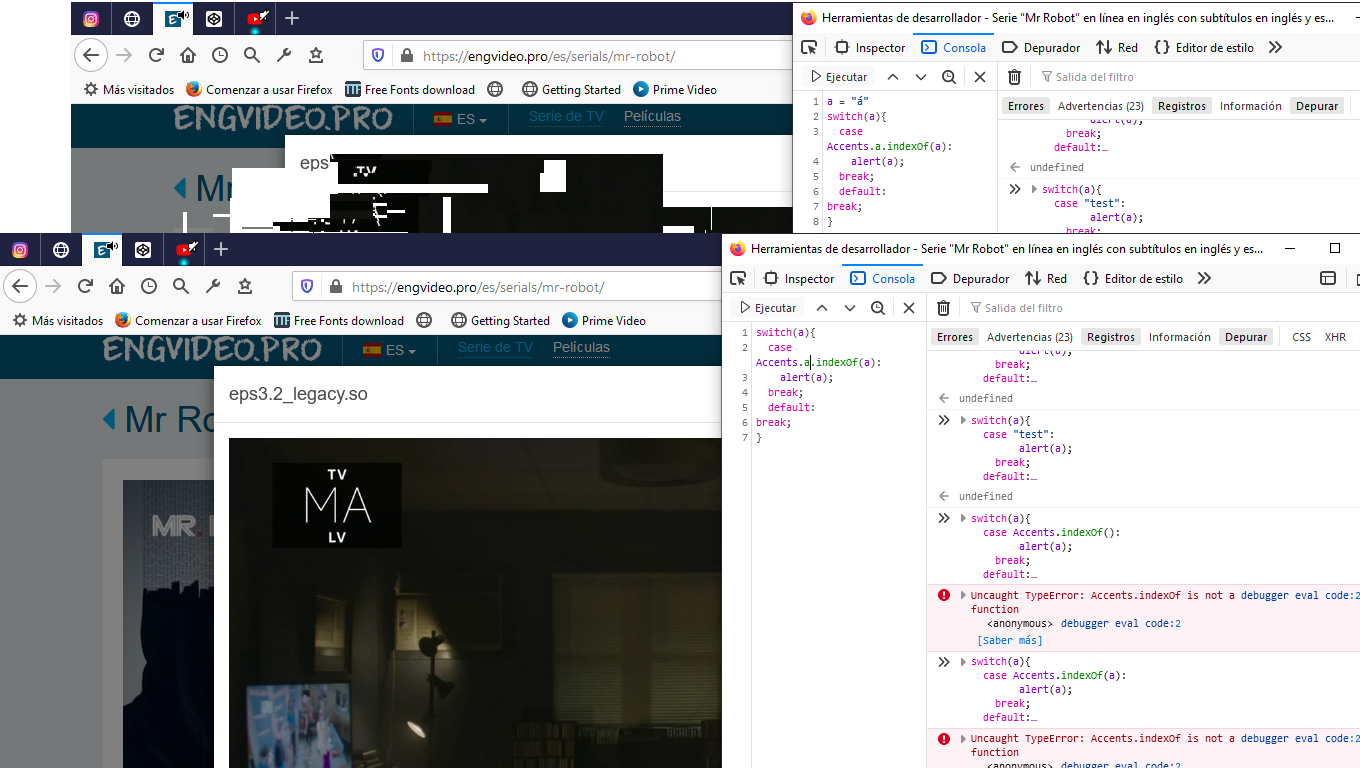 Herramientas de desarrollador - Serie "Mr Robot" en línea en inglés con subtítulos en inglés y es...
https://engvideo.pro/es/serials/mr-robot/
Inspector Consola Depurador Red Editor de estilo
Ejecutar
Salida del filtro
Más visitados Comenzar a usar Firefox Free Fonts download Getting Started Prime Video
Errores Advertencias (23) Registros Información Depurar
ENGVIDEO.PRO ES Serie de TV Películas
eps
.TV
1 a = "á"
2 switch(a){
3 case
Accents.a.indexOf(a):
4 alert(a);
5 break;
6 default:
7 break;
8 }
alert(a);
break;
default:…
undefined
switch(a){
case "test":
alert(a);
break;
Herramientas de desarrollador - Serie "Mr Robot" en línea en inglés con subtítulos en inglés y es...
https://engvideo.pro/es/serials/mr-robot/
Inspector Consola Depurador Red Editor de estilo
Ejecutar
Salida del filtro
Más visitados Comenzar a usar Firefox Free Fonts download Getting Started Prime Video
Errores Advertencias (23) Registros Información Depurar CSS XHR
ENGVIDEO.PRO ES Serie de TV Películas
eps3.2_legacy.so
Mr Ro
TV
MA
LV
MR.
1 switch(a){
2 case
Accents.a.indexOf(a):
3 alert(a);
4 break;
5 default:
6 break;
7 }
alert(a);
break;
default:…
undefined
switch(a){
case "test":
alert(a);
break;
default:…
undefined
switch(a){
case Accents.indexOf():
alert(a);
break;
default:…
Uncaught TypeError: Accents.indexOf is not a debugger eval code:2
function
<anonymous> debugger eval code:2
[Saber más]
switch(a){
case Accents.indexOf(a):
alert(a);
break;
default:…
Uncaught TypeError: Accents.indexOf is not a debugger eval code:2
function
<anonymous> debugger eval code:2